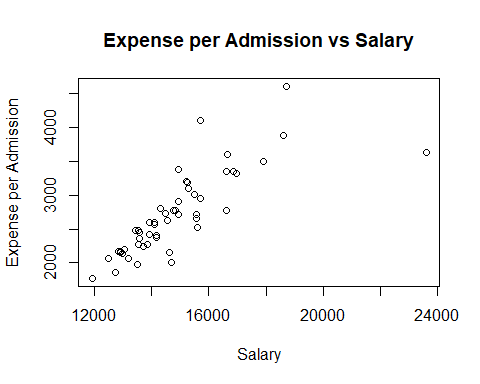 Expense per Admission vs Salary
Expense per Admission
4000
3000
2000
12000 16000 20000 24000
Salary